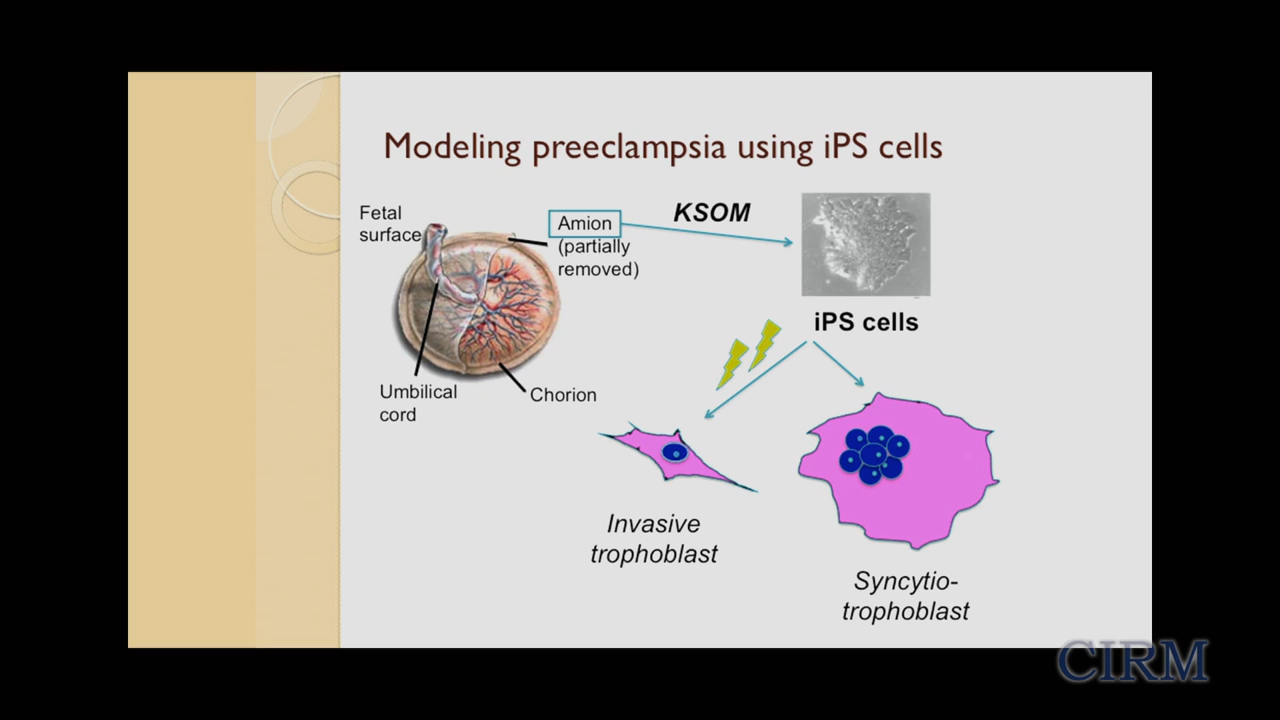 Modeling preeclampsia using iPS cells
Fetal
surface
Amion
(partially
removed)
KSOM
iPS cells
Umbilical
cord
Chorion
Invasive
trophoblast
Syncytio-
trophoblast
CIRM